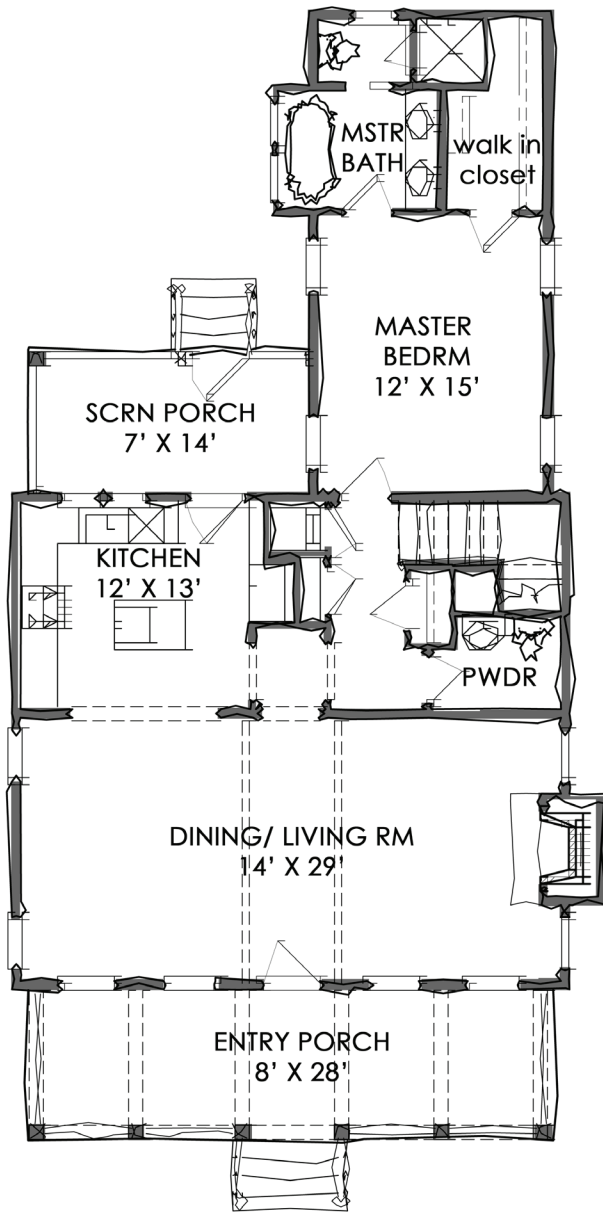 MSTR
BATH
walk in
closet
MASTER
BEDRM
12' X 15'
SCRN PORCH
7' X 14'
KITCHEN
12' X 13'
PWDR
DINING/ LIVING RM
14' X 29'
ENTRY PORCH
8' X 28'